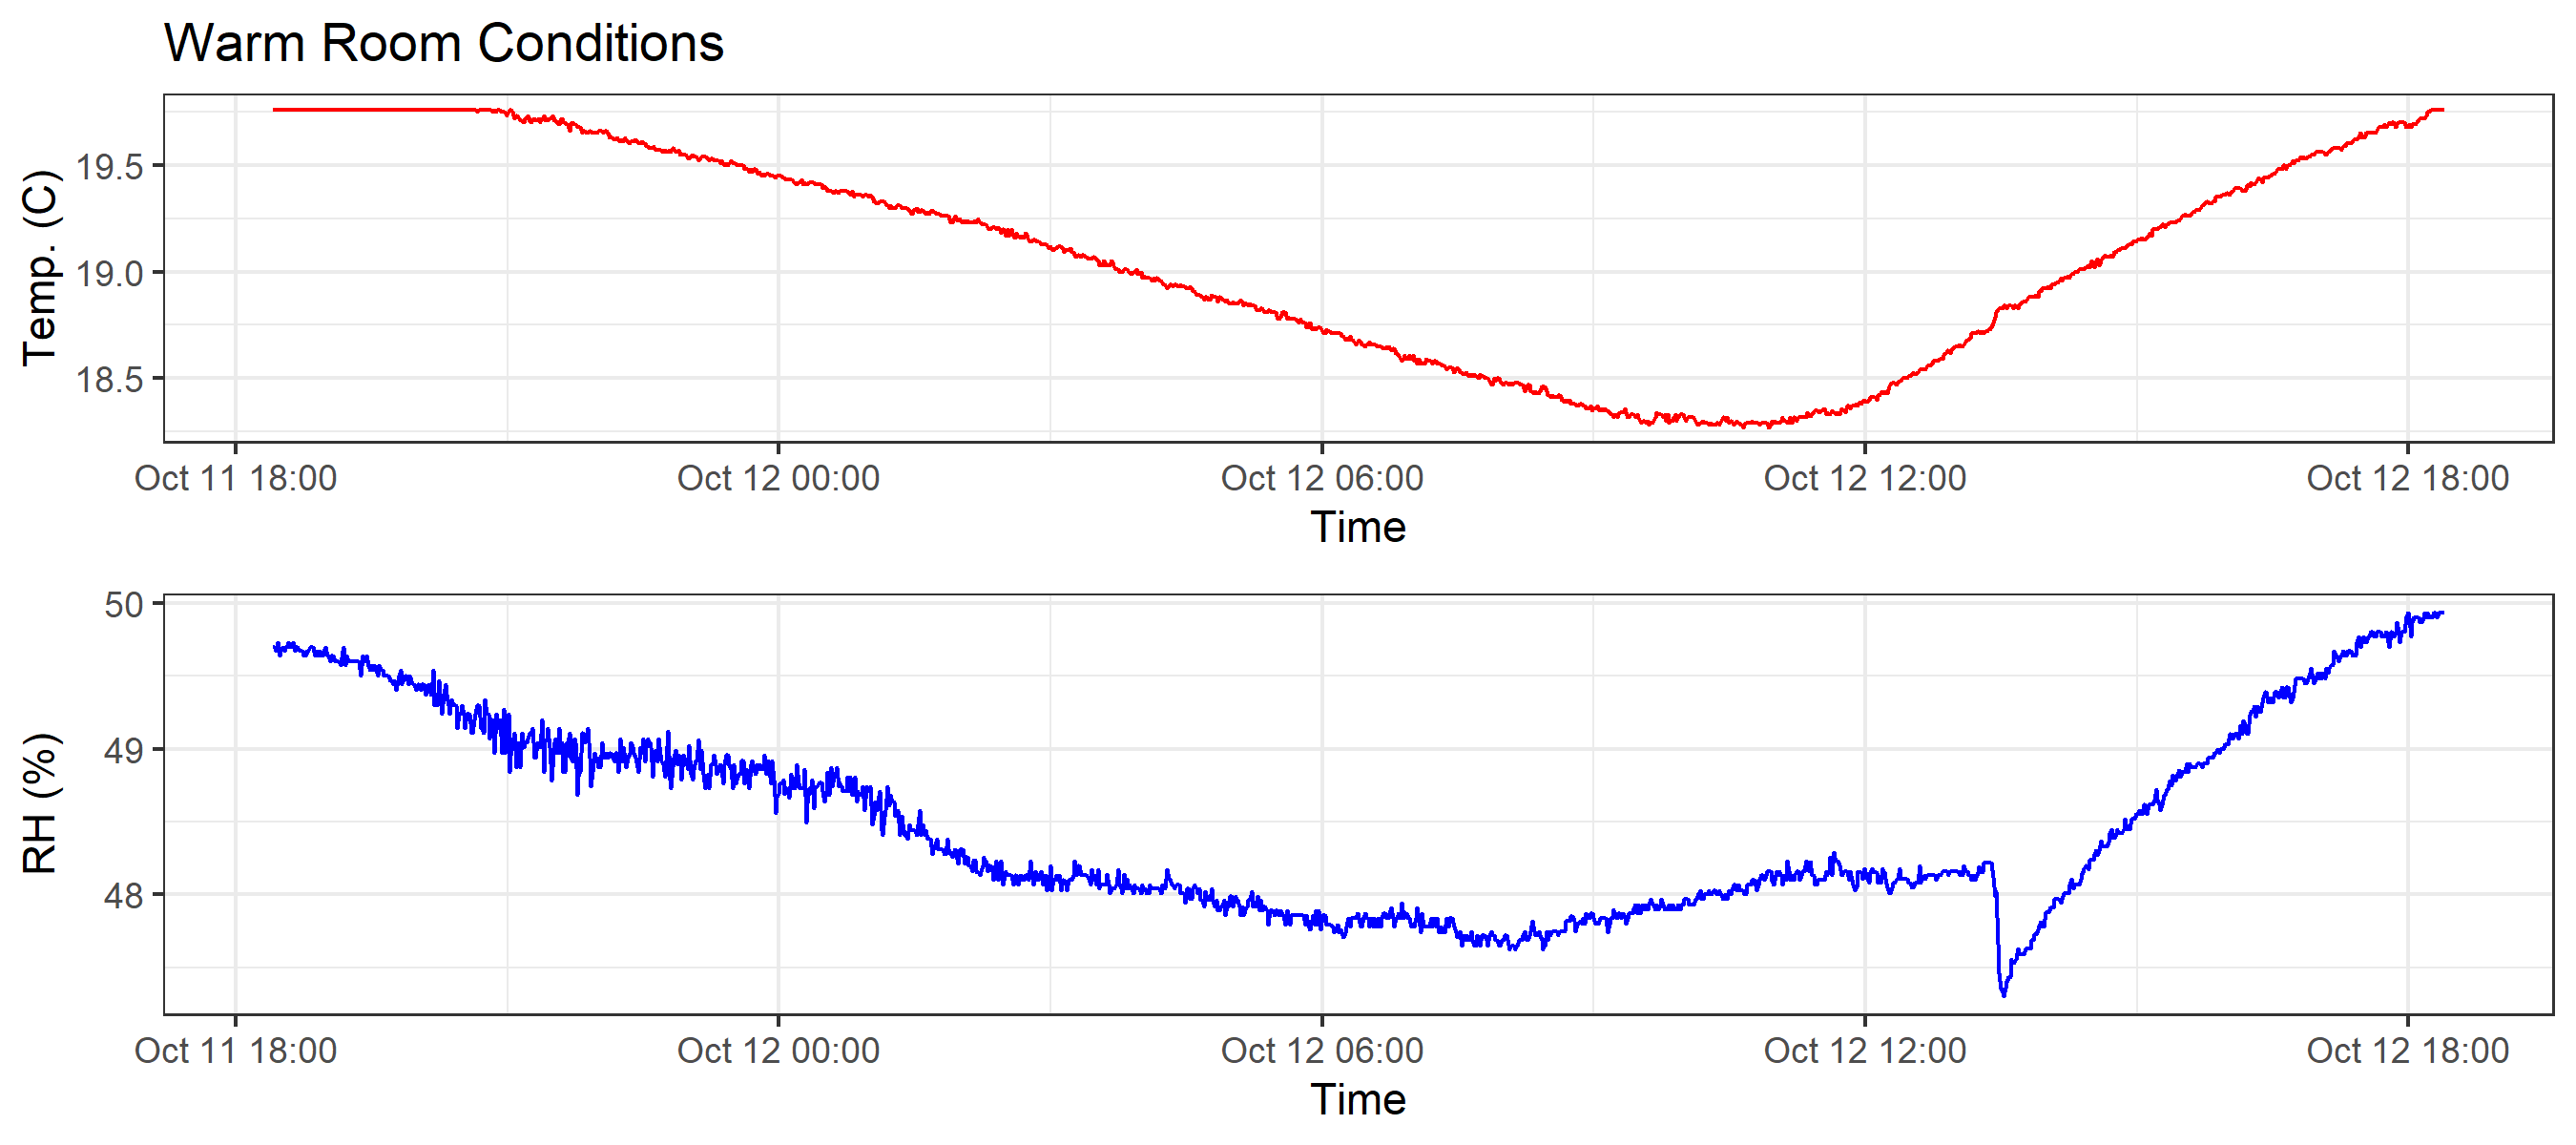 Warm Room Conditions
Temp. (C)
19.5
19.0
18.5
Oct 11 18:00 Oct 12 00:00 Oct 12 06:00 Oct 12 12:00 Oct 12 18:00
Time
RH (%)
50
49
48
Oct 11 18:00 Oct 12 00:00 Oct 12 06:00 Oct 12 12:00 Oct 12 18:00
Time